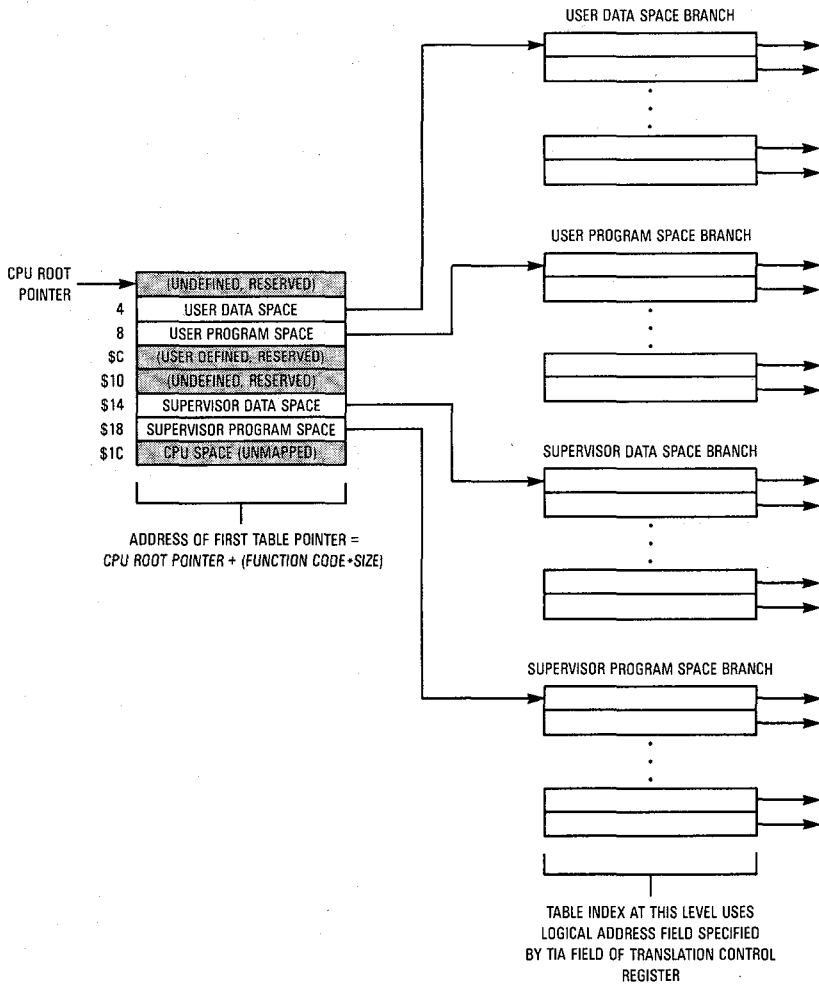 USER DATA SPACE BRANCH
USER PROGRAM SPACE BRANCH
CPU ROOT
POINTER
(UNDEFINED, RESERVED)
4 USER DATA SPACE
8 USER PROGRAM SPACE
$C (USER DEFINED, RESERVED)
$10 (UNDEFINED, RESERVED)
$14 SUPERVISOR DATA SPACE
$18 SUPERVISOR PROGRAM SPACE
$1C CPU SPACE (UNMAPPED)
ADDRESS OF FIRST TABLE POINTER =
CPU ROOT POINTER + (FUNCTION CODE*SIZE)
SUPERVISOR DATA SPACE BRANCH
SUPERVISOR PROGRAM SPACE BRANCH
TABLE INDEX AT THIS LEVEL USES
LOGICAL ADDRESS FIELD SPECIFIED
BY TIA FIELD OF TRANSLATION CONTROL
REGISTER